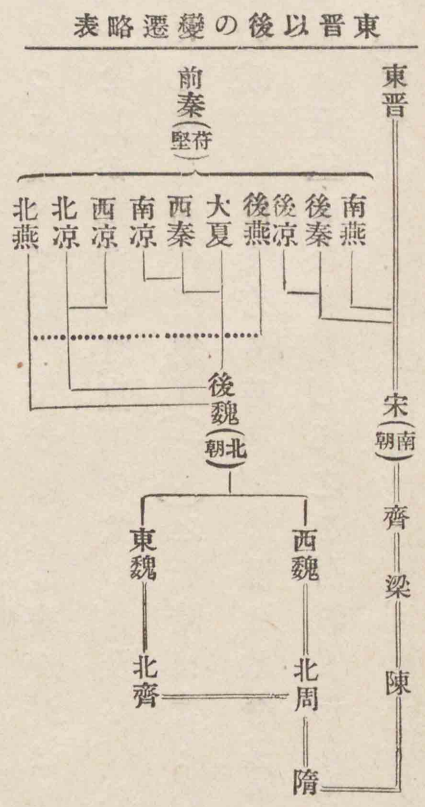 東晋以後の變遷略表
東晋
前秦(苻堅)
南燕
後秦
後涼
後燕
大夏
西秦
南涼
西涼
北涼
北燕
宋(南朝)
後魏(北朝)
齊
梁
陳
西魏
東魏
北周
北齊
隋